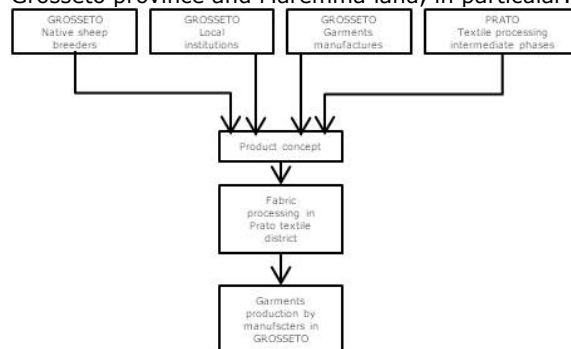 Grosseto province and Maremma land, in particular.
GROSSETO
Native sheep
breeders
GROSSETO
Local
institutions
GROSSETO
Garments
manufactures
PRATO
Textile processing
intermediate phases
Product concept
Fabric
processing in
Prato textile
district
Garments
production by
manufscters in
GROSSETO